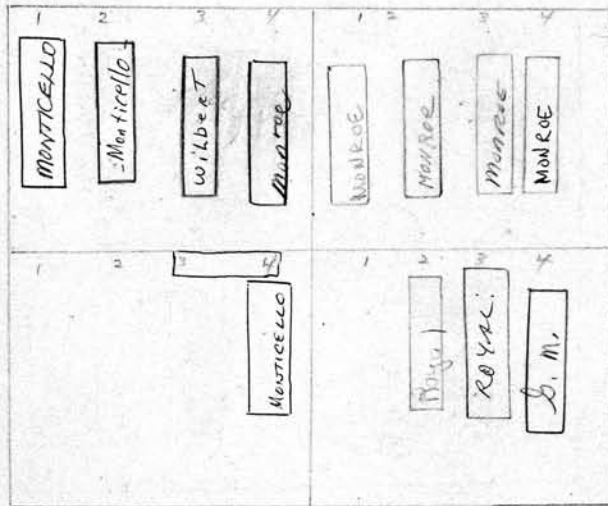 1 2 3 4
MONTICELLO
-Monticello-
WilberT
Monroe
1 2 3 4
MONROE
MONROE
MONROE
MONROE
1 2 3 4
MONTICELLO
1 2 3 4
Royal
ROYAL.
G. M.